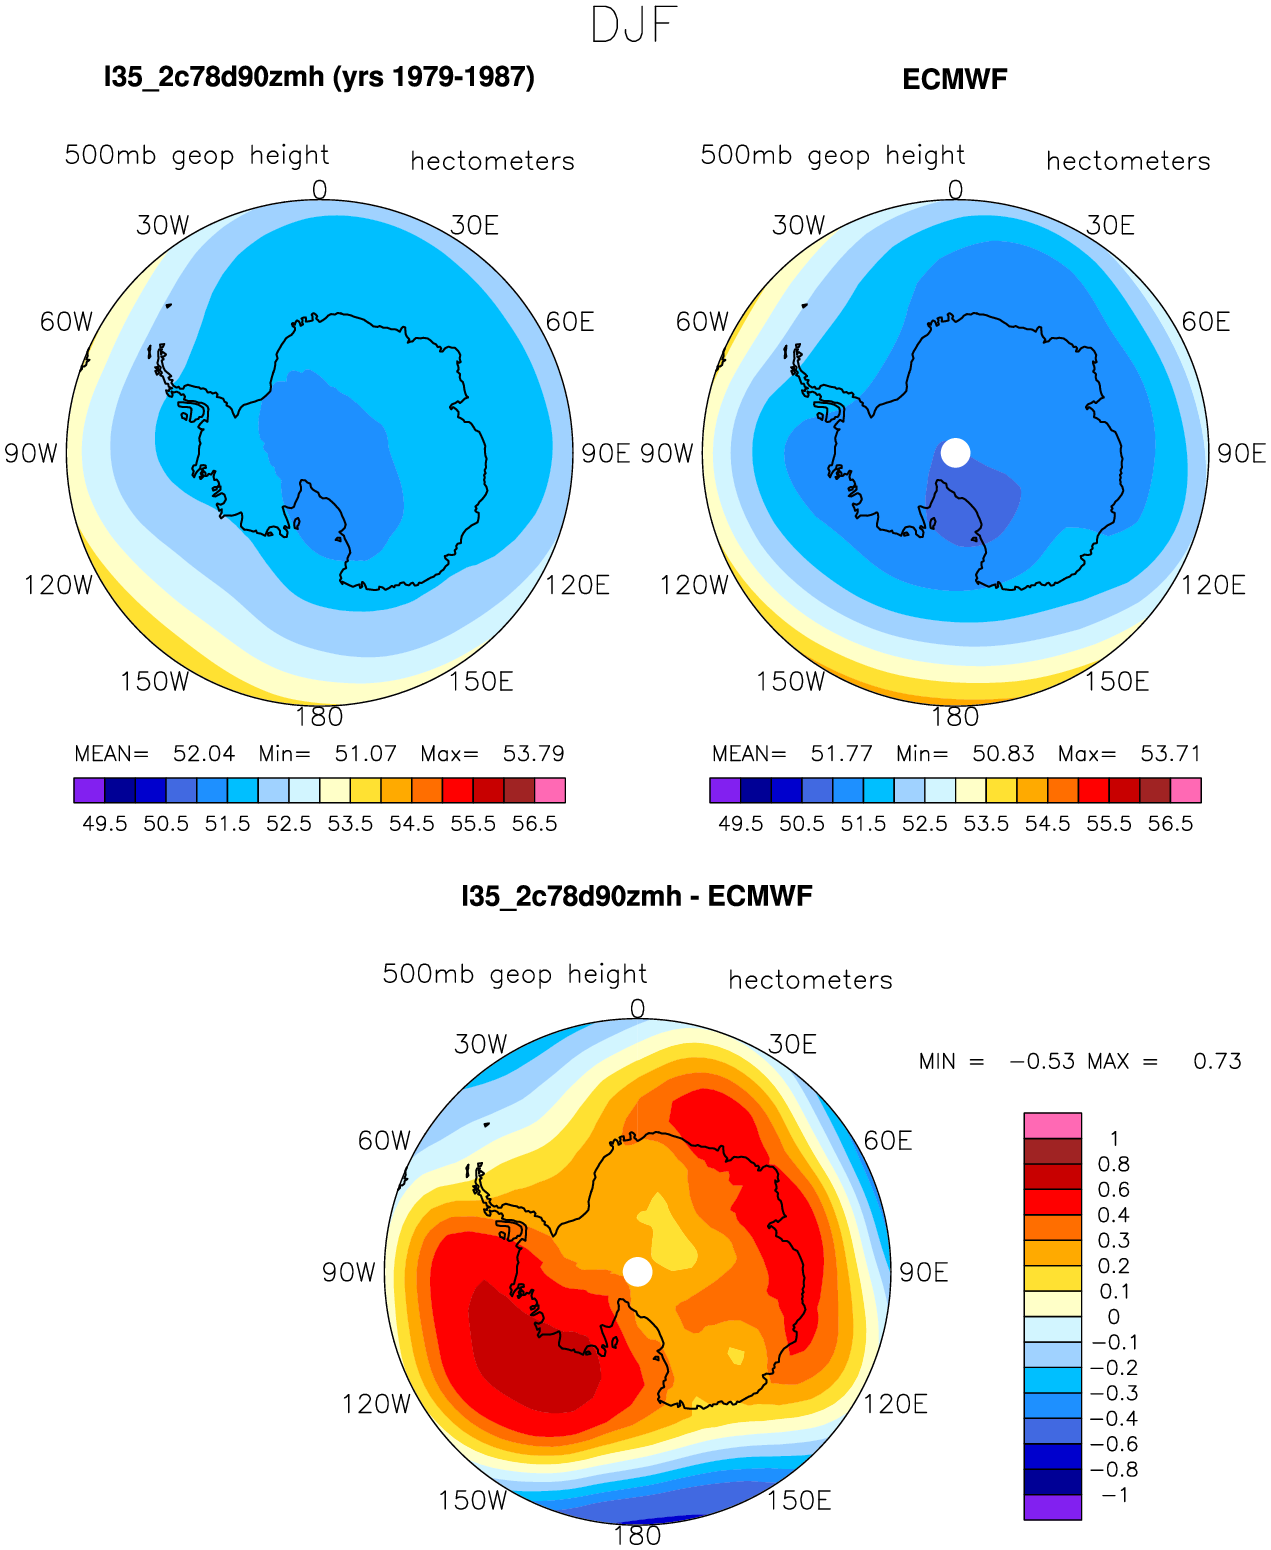 DJF
l35_2c78d90zmh (yrs 1979-1987)
ECMWF
500mb geop height hectometers
500mb geop height hectometers
0
0
30W 30E
30W 30E
60W 60E
60W 60E
90W 90E
90W 90E
120W 120E
120W 120E
150W 150E
150W 150E
180
180
MEAN= 52.04 Min= 51.07 Max= 53.79
MEAN= 51.77 Min= 50.83 Max= 53.71
49.5 50.5 51.5 52.5 53.5 54.5 55.5 56.5
49.5 50.5 51.5 52.5 53.5 54.5 55.5 56.5
l35_2c78d90zmh - ECMWF
500mb geop height hectometers
0
30W 30E
60W 60E
90W 90E
120W 120E
150W 150E
180
MIN = -0.53 MAX = 0.73
1
0.8
0.6
0.4
0.3
0.2
0.1
0
-0.1
-0.2
-0.3
-0.4
-0.6
-0.8
-1